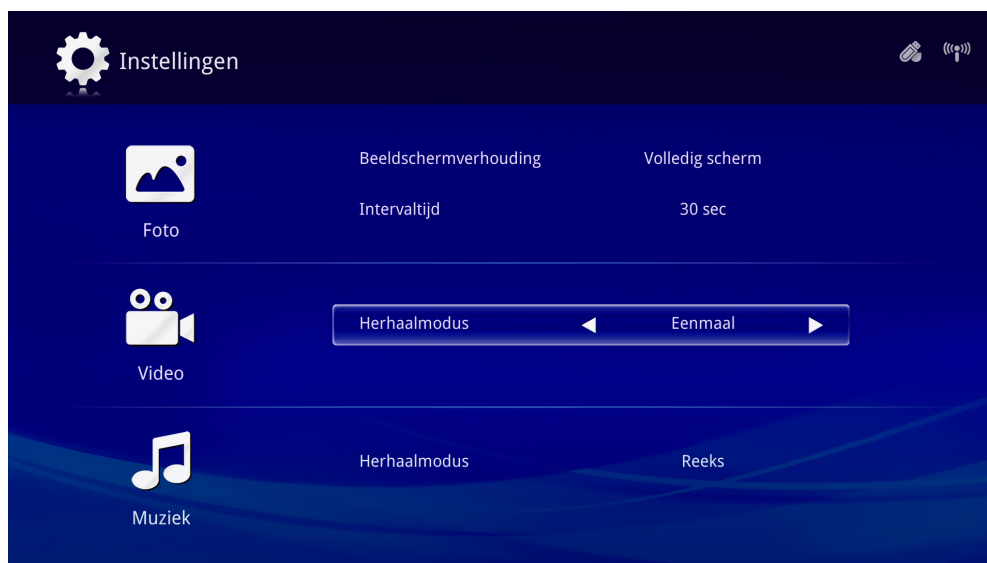 Instellingen
Beeldschermverhouding Volledig scherm
Intervaltijd 30 sec
Foto
Herhaalmodus Eenmaal
Video
Herhaalmodus Reeks
Muziek